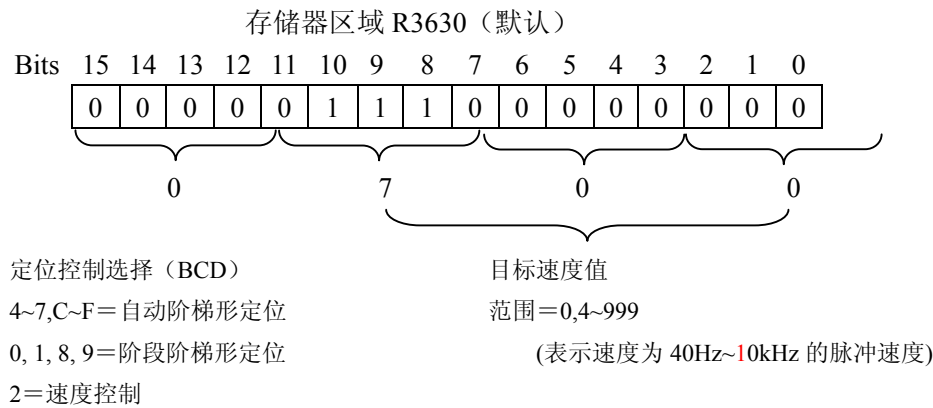 存储器区域 R3630（默认）
Bits 15 14 13 12 11 10 9 8 7 6 5 4 3 2 1 0
0 0 0 0 0 1 1 1 0 0 0 0 0 0 0 0
0 7 0 0
定位控制选择（BCD） 目标速度值
4~7,C~F＝自动阶梯形定位 范围＝0,4~999
0, 1, 8, 9＝阶段阶梯形定位 (表示速度为 40Hz~10kHz 的脉冲速度)
2＝速度控制